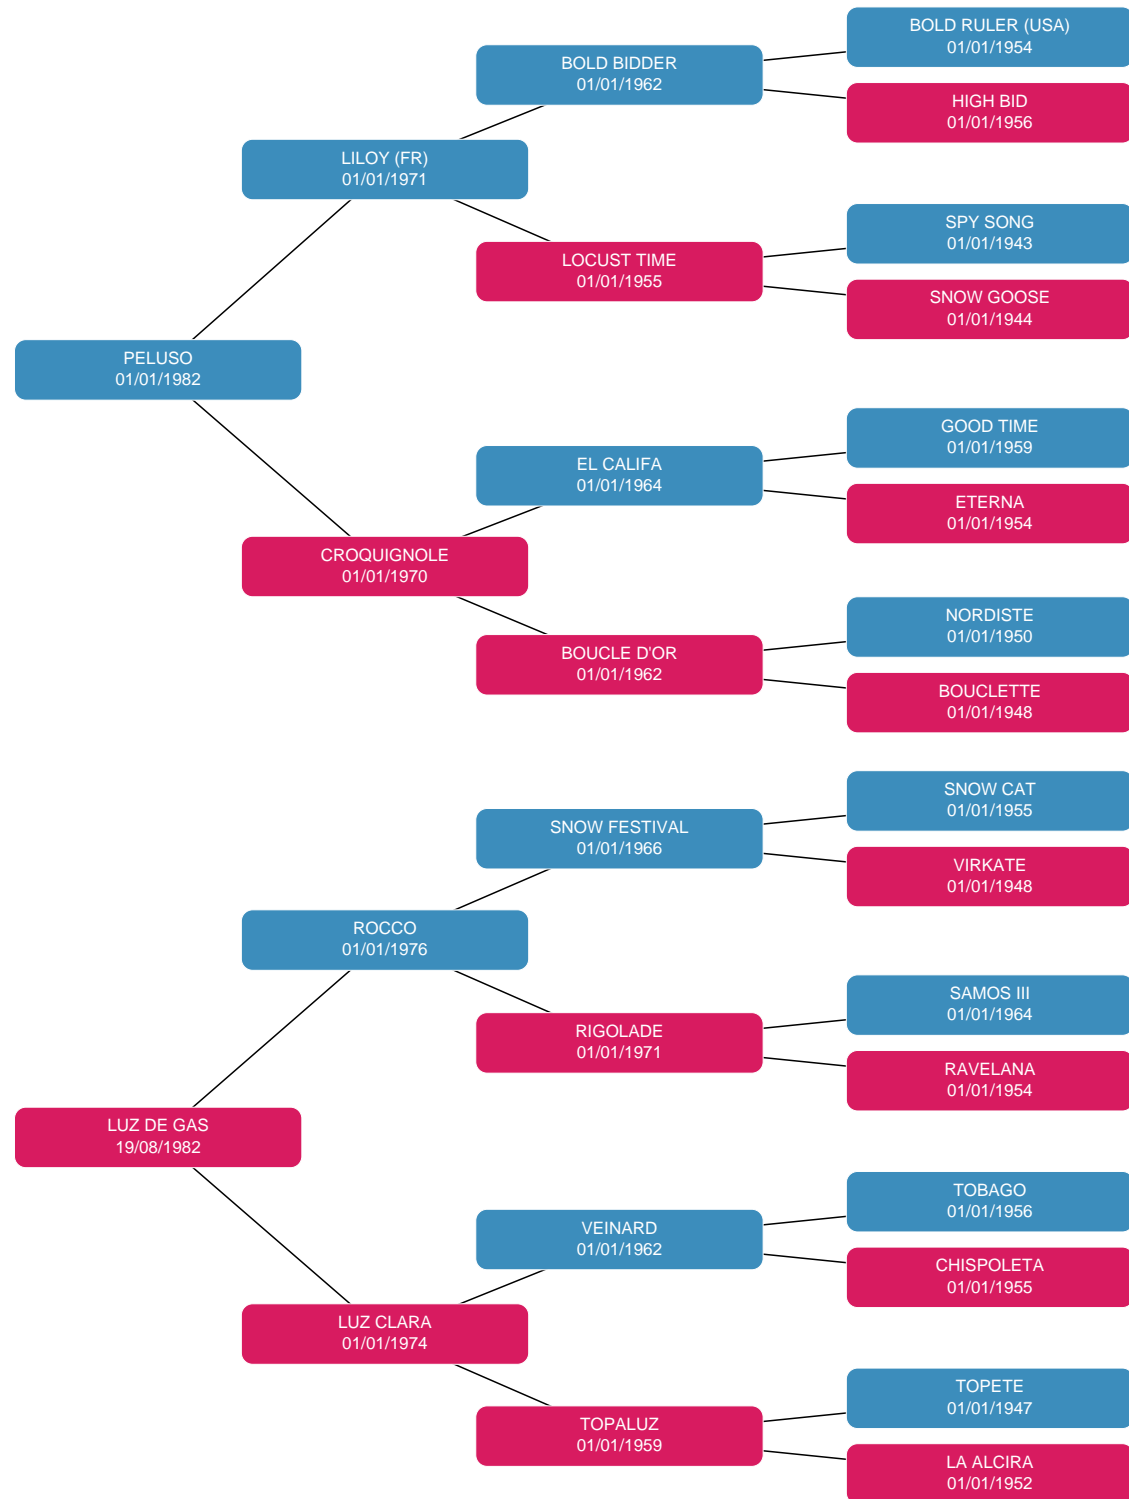 BOLD RULER (USA)
01/01/1954
BOLD BIDDER
01/01/1962
HIGH BID
01/01/1956
LILOY (FR)
01/01/1971
SPY SONG
01/01/1943
LOCUST TIME
01/01/1955
SNOW GOOSE
01/01/1944
PELUSO
01/01/1982
GOOD TIME
01/01/1959
EL CALIFA
01/01/1964
ETERNA
01/01/1954
CROQUIGNOLE
01/01/1970
NORDISTE
01/01/1950
BOUCLE D'OR
01/01/1962
BOUCLETTE
01/01/1948
SNOW CAT
01/01/1955
SNOW FESTIVAL
01/01/1966
VIRKATE
01/01/1948
ROCCO
01/01/1976
SAMOS III
01/01/1964
RIGOLADE
01/01/1971
RAVELANA
01/01/1954
LUZ DE GAS
19/08/1982
TOBAGO
01/01/1956
VEINARD
01/01/1962
CHISPOLETA
01/01/1955
LUZ CLARA
01/01/1974
TOPETE
01/01/1947
TOPALUZ
01/01/1959
LA ALCIRA
01/01/1952